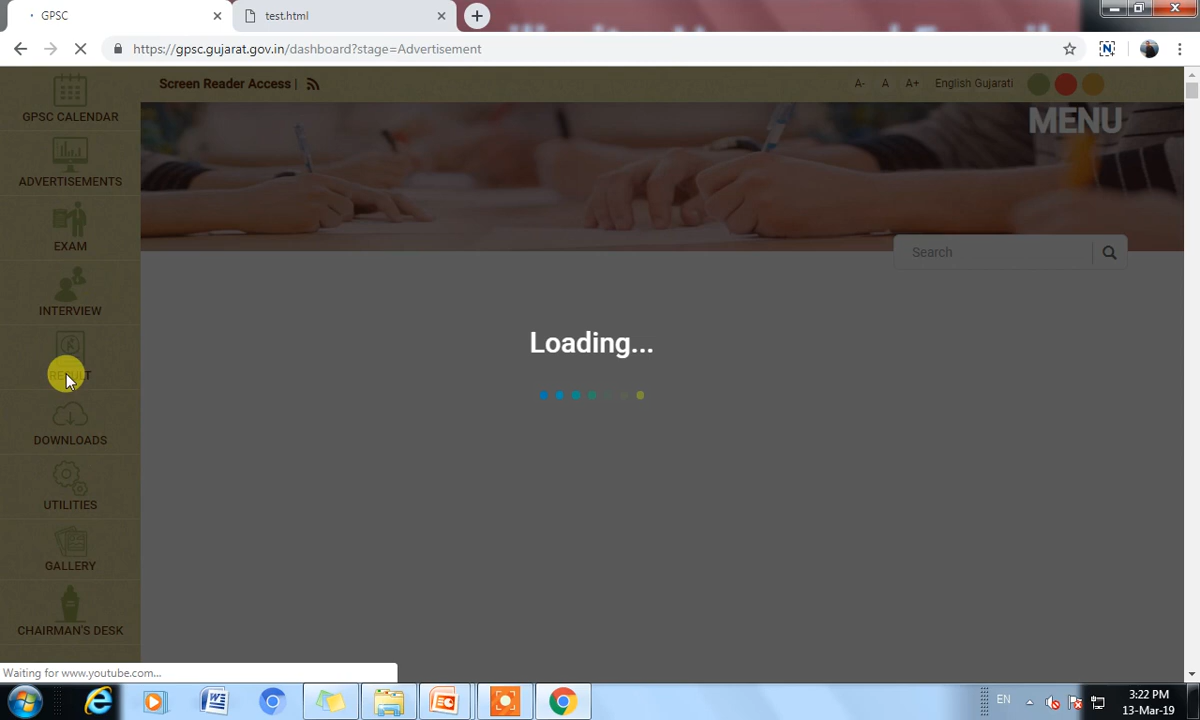 GPSC
test.html
https://gpsc.gujarat.gov.in/dashboard?stage=Advertisement
Screen Reader Access |
A- A A+ English Gujarati
MENU
GPSC CALENDAR
ADVERTISEMENTS
EXAM
Search
INTERVIEW
Loading...
RESULT
DOWNLOADS
UTILITIES
GALLERY
CHAIRMAN'S DESK
Waiting for www.youtube.com...
EN
3:22 PM
13-Mar-19